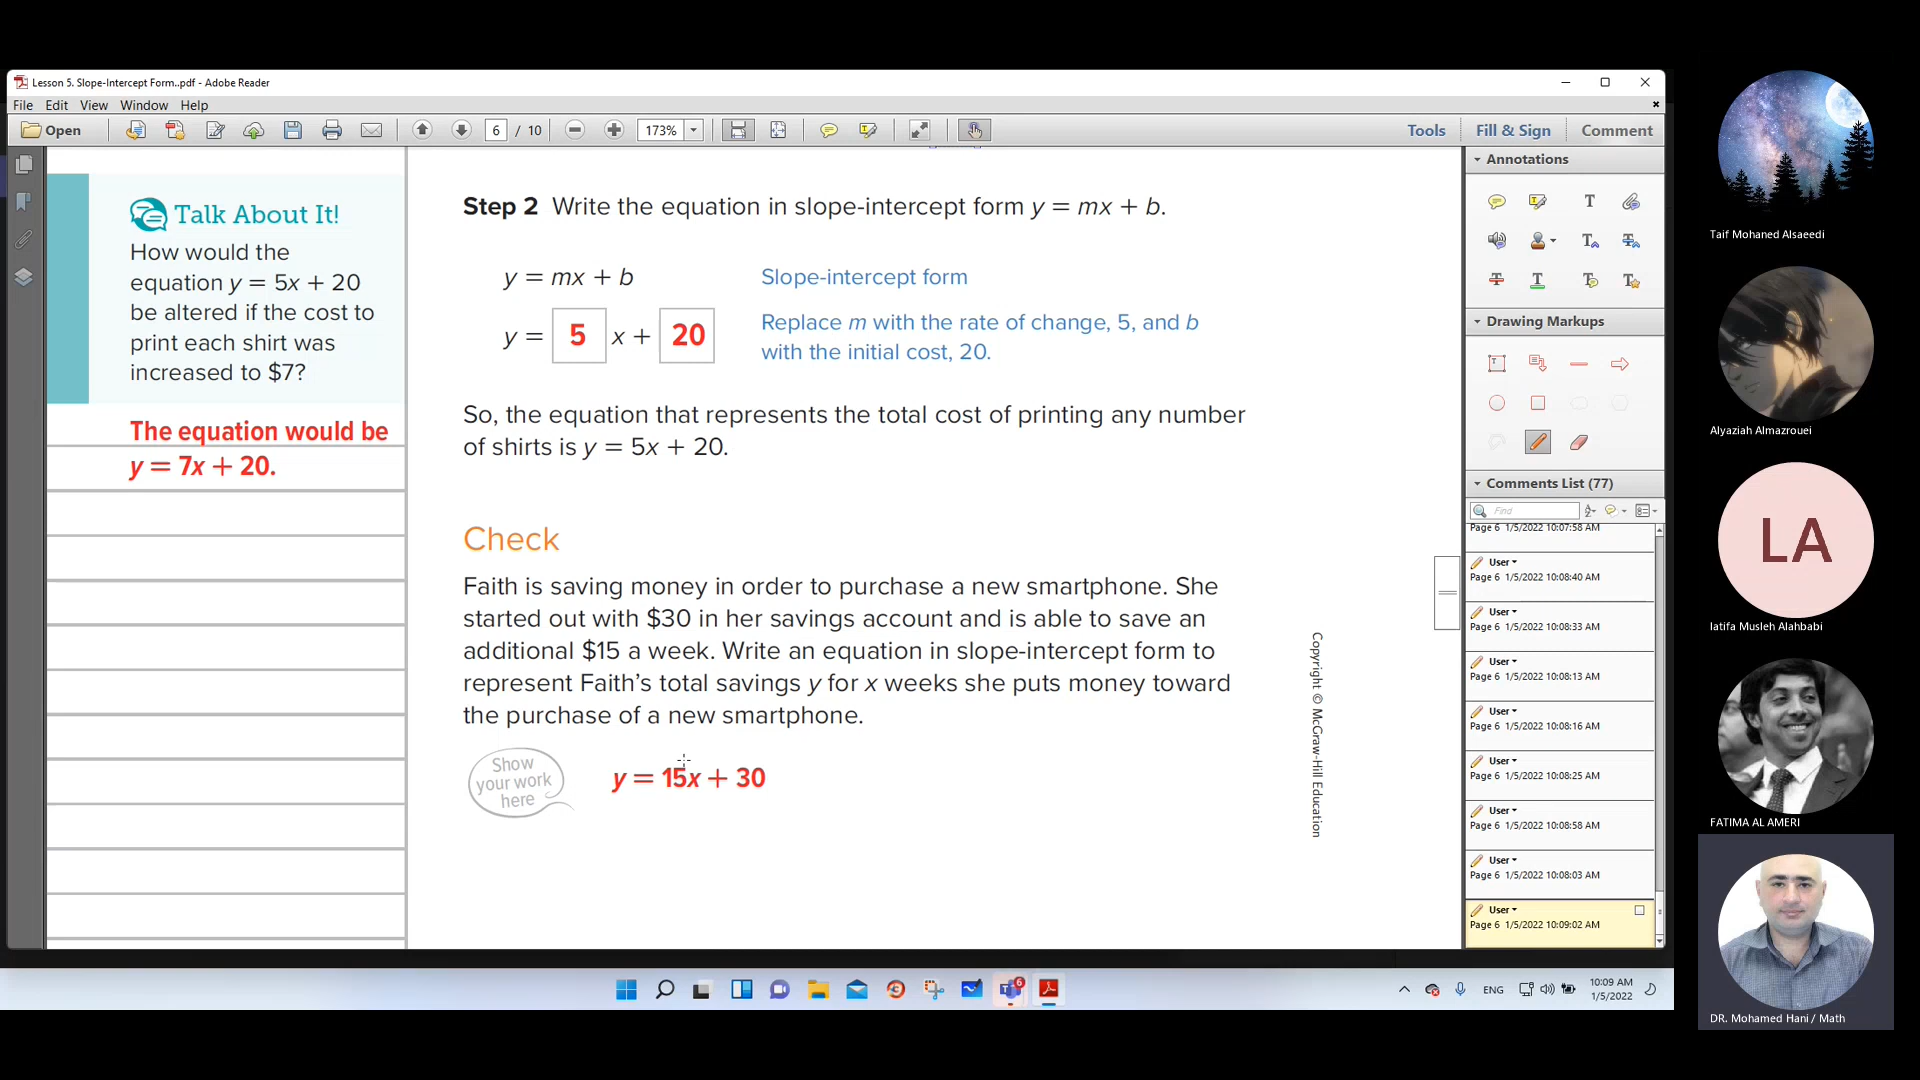 Lesson 5. Slope-Intercept Form..pdf - Adobe Reader
File Edit View Window Help
Open 6 / 10 173% Tools Fill & Sign Comment
Talk About It!
How would the
equation y = 5x + 20
be altered if the cost to
print each shirt was
increased to $7?
The equation would be
y = 7x + 20.
Step 2 Write the equation in slope-intercept form y = mx + b.
y = mx + b Slope-intercept form
y = 5 x + 20 Replace m with the rate of change, 5, and b
with the initial cost, 20.
So, the equation that represents the total cost of printing any number
of shirts is y = 5x + 20.
Check
Faith is saving money in order to purchase a new smartphone. She
started out with $30 in her savings account and is able to save an
additional $15 a week. Write an equation in slope-intercept form to
represent Faith's total savings y for x weeks she puts money toward
the purchase of a new smartphone.
Show
your work
here
y = 15x + 30
Copyright © McGraw-Hill Education
Annotations
Drawing Markups
Comments List (77)
Find
Page 6 1/5/2022 10:07:58 AM
User
Page 6 1/5/2022 10:08:40 AM
User
Page 6 1/5/2022 10:08:33 AM
User
Page 6 1/5/2022 10:08:13 AM
User
Page 6 1/5/2022 10:08:16 AM
User
Page 6 1/5/2022 10:08:25 AM
User
Page 6 1/5/2022 10:08:58 AM
User
Page 6 1/5/2022 10:08:03 AM
User
Page 6 1/5/2022 10:09:02 AM
ENG
10:09 AM
1/5/2022
Taif Mohaned Alsaeedi
Alyaziah Almazrouei
LA
latifa Musleh Alahbabi
FATIMA AL AMERI
DR. Mohamed Hani / Math